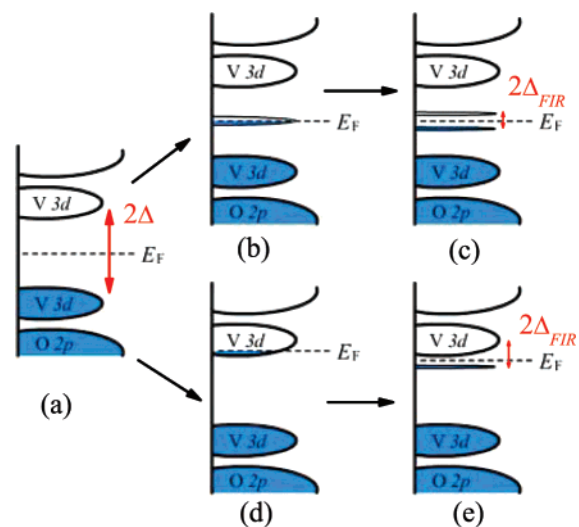 V 3d
V 3d
2Δ_FIR
E_F
E_F
V 3d
V 3d
O 2p
O 2p
(b)
(c)
V 3d
2Δ
E_F
V 3d
O 2p
(a)
V 3d
E_F
V 3d
2Δ_FIR
E_F
V 3d
V 3d
O 2p
O 2p
(d)
(e)